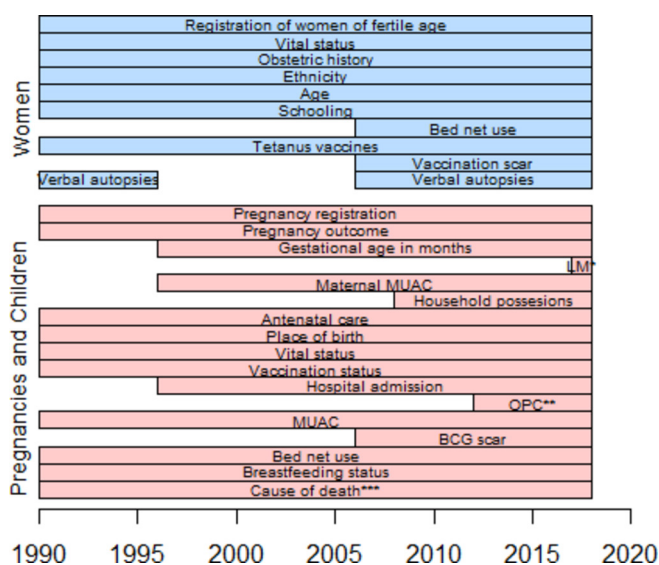 Women
Registration of women of fertile age
Vital status
Obstetric history
Ethnicity
Age
Schooling
Bed net use
Tetanus vaccines
Vaccination scar
Verbal autopsies Verbal autopsies
Pregnancies and Children
Pregnancy registration
Pregnancy outcome
Gestational age in months
LM*
Maternal MUAC
Household possesions
Antenatal care
Place of birth
Vital status
Vaccination status
Hospital admission
OPC**
MUAC
BCG scar
Bed net use
Breastfeeding status
Cause of death***
1990 1995 2000 2005 2010 2015 2020